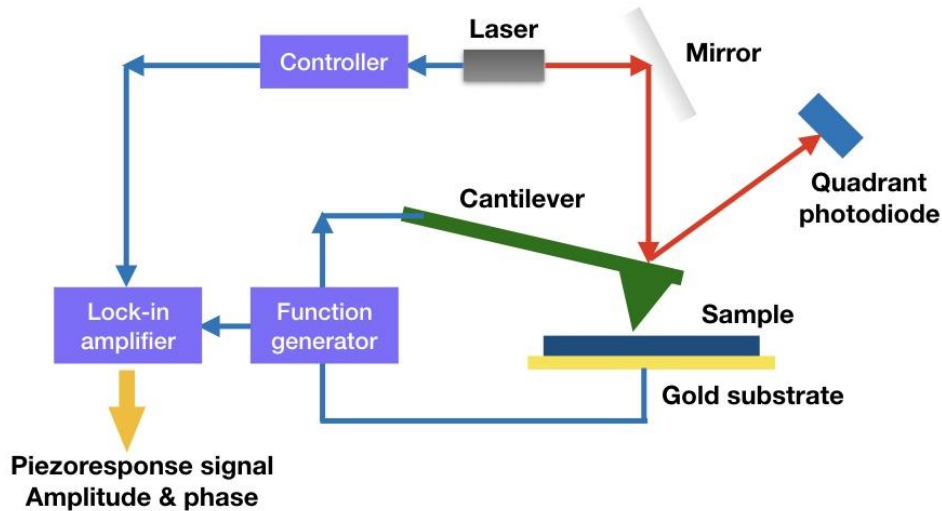 Laser
Controller
Mirror
Cantilever
Quadrant
photodiode
Lock-in
amplifier
Function
generator
Sample
Gold substrate
Piezoresponse signal
Amplitude & phase